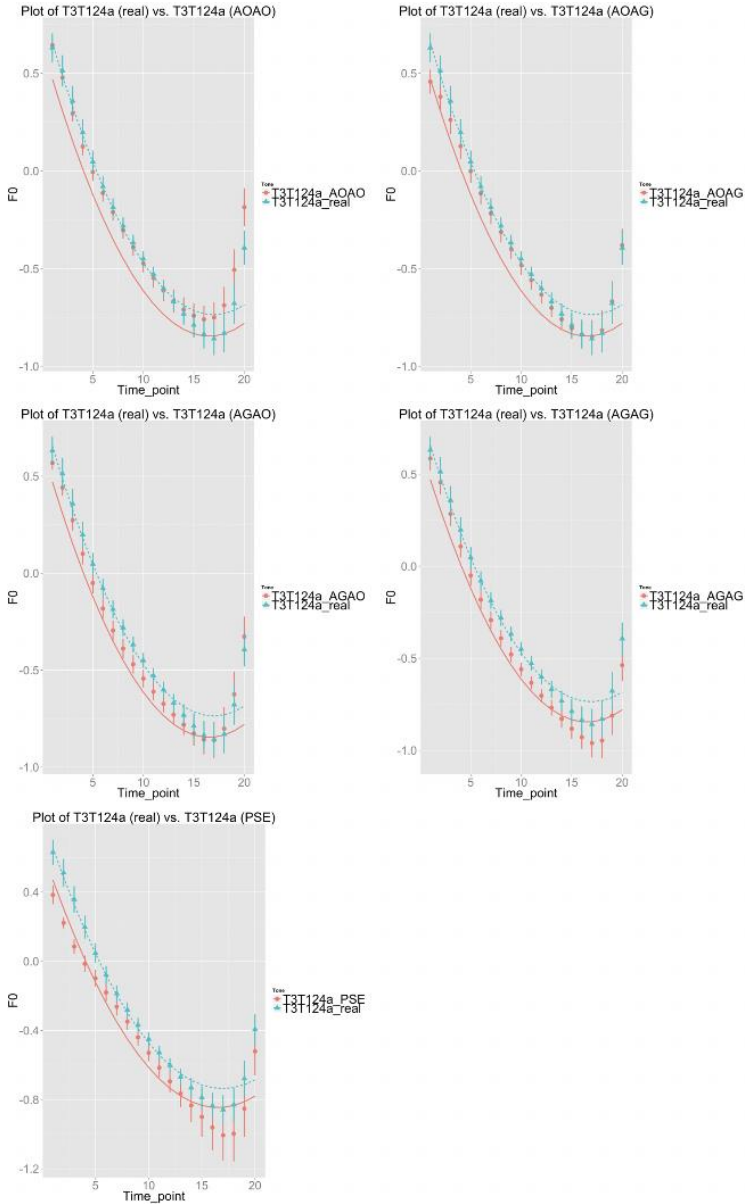 Plot of T3T124a (real) vs. T3T124a (AOAO)
0.5
0.0
-0.5
-1.0
F0
5 10 15 20
Time_point
Tone
T3T124a_AOAO
T3T124a_real
Plot of T3T124a (real) vs. T3T124a (AOAG)
0.5
0.0
-0.5
-1.0
F0
5 10 15 20
Time_point
Tone
T3T124a_AOAG
T3T124a_real
Plot of T3T124a (real) vs. T3T124a (AGAO)
0.5
0.0
-0.5
-1.0
F0
5 10 15 20
Time_point
Tone
T3T124a_AGAO
T3T124a_real
Plot of T3T124a (real) vs. T3T124a (AGAG)
0.5
0.0
-0.5
-1.0
F0
5 10 15 20
Time_point
Tone
T3T124a_AGAG
T3T124a_real
Plot of T3T124a (real) vs. T3T124a (PSE)
0.4
0.0
-0.4
-0.8
-1.2
F0
5 10 15 20
Time_point
Tone
T3T124a_PSE
T3T124a_real